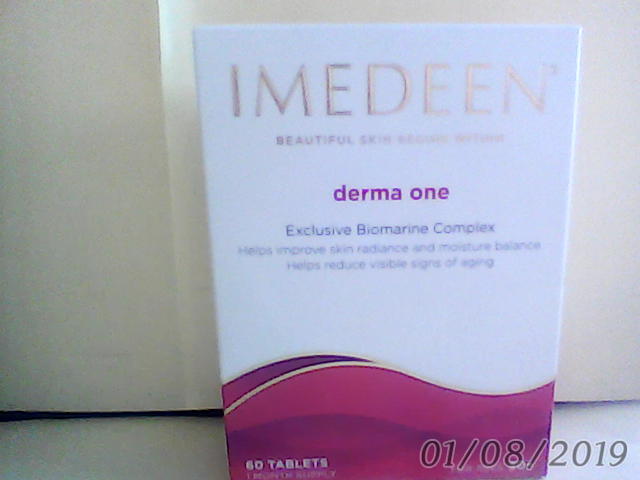 IMEDEEN
BEAUTIFUL SKIN BEGINS WITHIN
derma one
Exclusive Biomarine Complex
Helps improve skin radiance and moisture balance
Helps reduce visible signs of aging
60 TABLETS
1 MONTH SUPPLY
01/08/2019